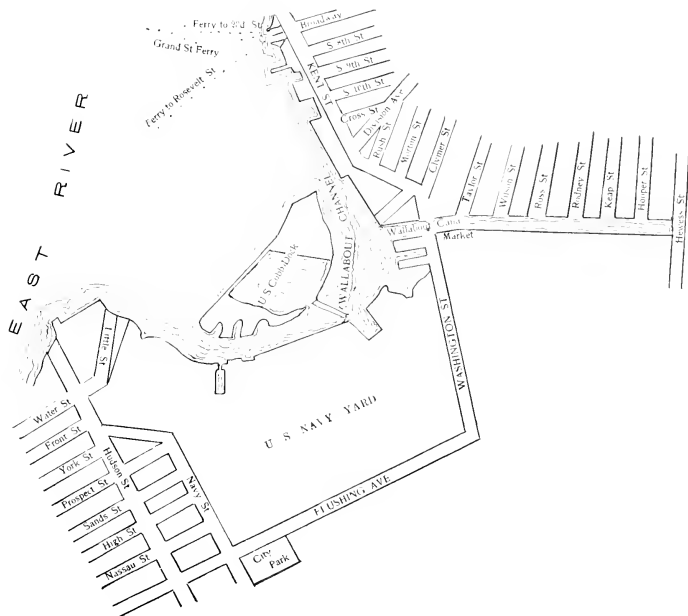 Ferry to 23d St
Grand St Ferry
Ferry to Rosevelt St
Broadway
S 8th St
S 9th St
S 10th St
Cross St
Division Ave
Rush St
Morton St
Clymer St
KENT ST
Taylor St
Wilson St
Ross St
Rodney St
Keap St
Hooper St
Hewess St
EAST RIVER
WALLABOUT CHANNEL
Wallabout Canal
Market
U S Cobb Dock
WASHINGTON ST
Little St
U S NAVY YARD
Water St
Front St
York St
Prospect St
Sands St
High St
Nassau St
Hudson St
Navy St
FLUSHING AVE
City
Park